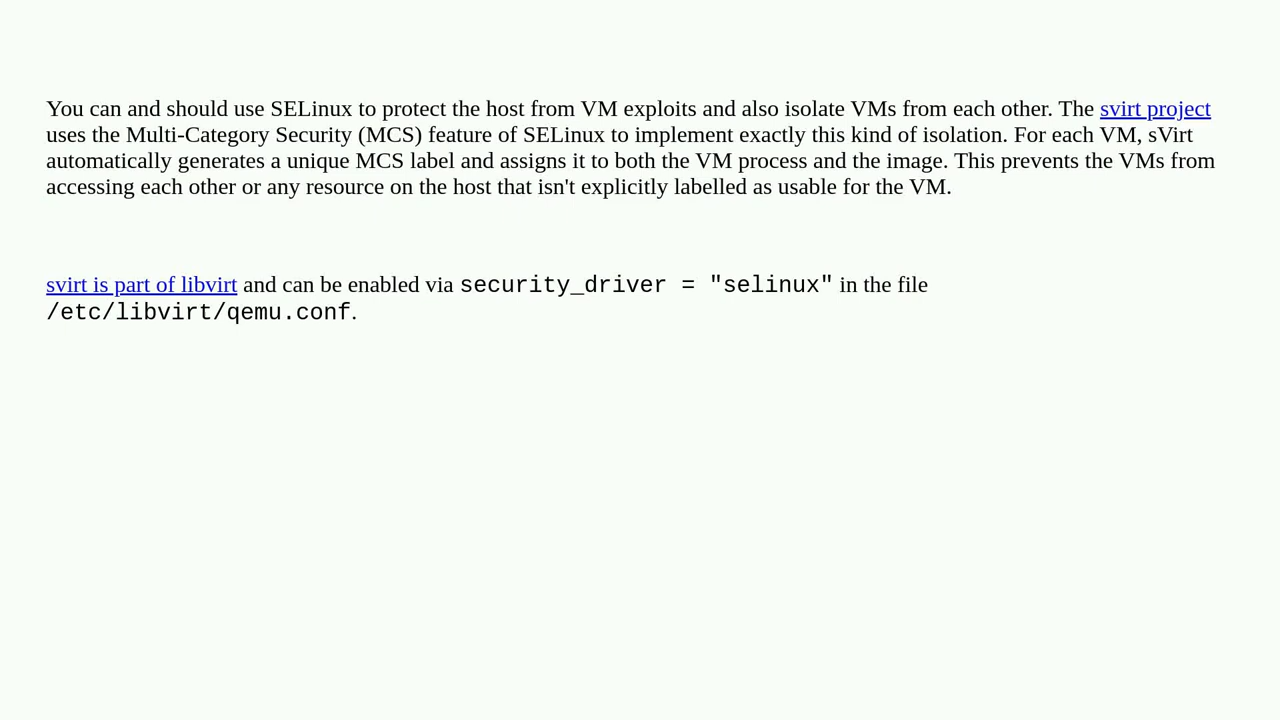 You can and should use SELinux to protect the host from VM exploits and also isolate VMs from each other. The svirt project
uses the Multi-Category Security (MCS) feature of SELinux to implement exactly this kind of isolation. For each VM, sVirt
automatically generates a unique MCS label and assigns it to both the VM process and the image. This prevents the VMs from
accessing each other or any resource on the host that isn't explicitly labelled as usable for the VM.
svirt is part of libvirt and can be enabled via security_driver = "selinux" in the file
/etc/libvirt/qemu.conf.